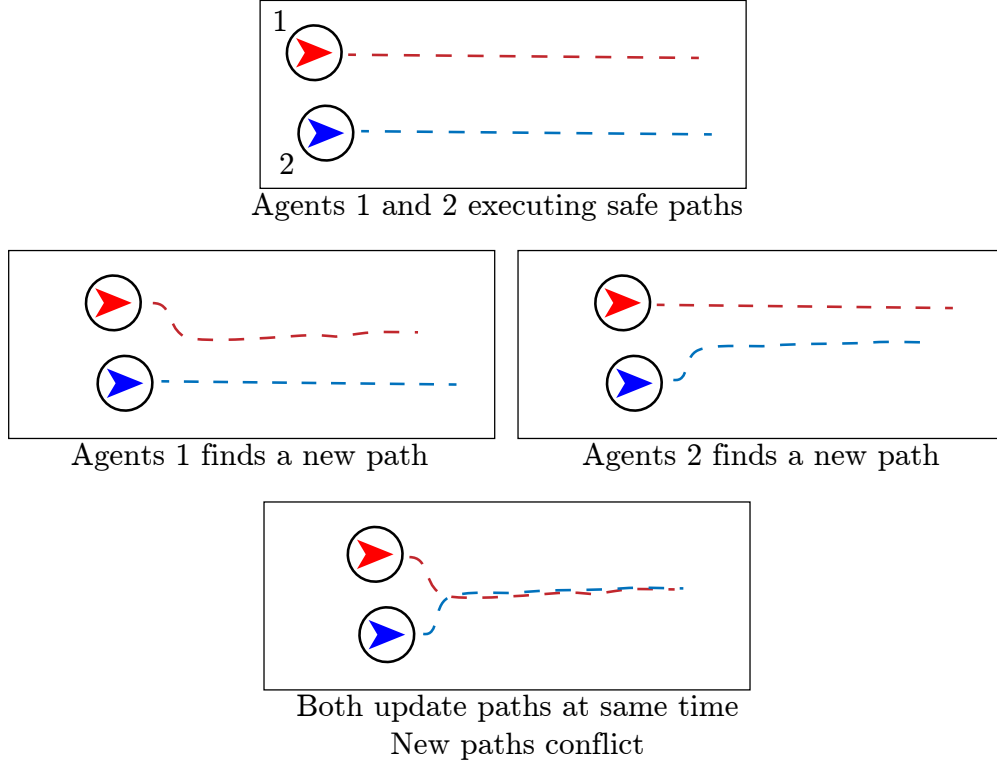 1
2
Agents 1 and 2 executing safe paths
Agents 1 finds a new path
Agents 2 finds a new path
Both update paths at same time
New paths conflict